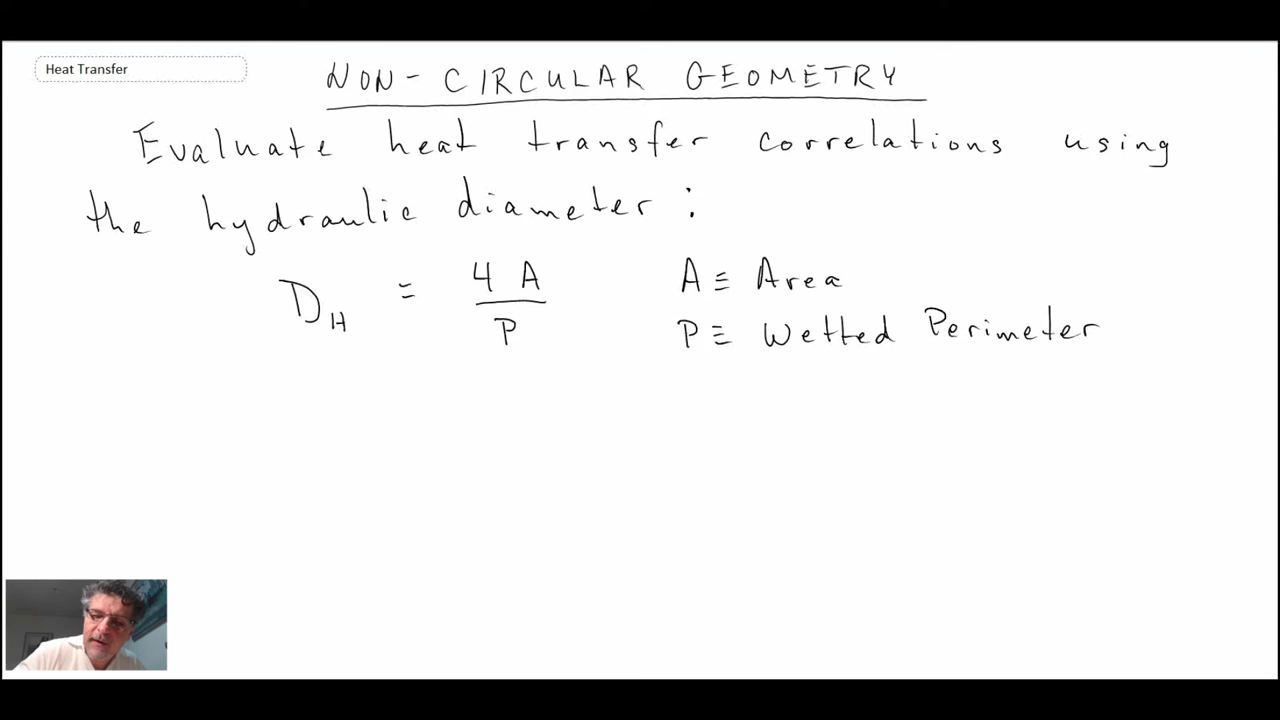 Heat Transfer
NON-CIRCULAR GEOMETRY
Evaluate heat transfer correlations using
the hydraulic diameter :
D_H = 4 A / P
A ≡ Area
P ≡ Wetted Perimeter